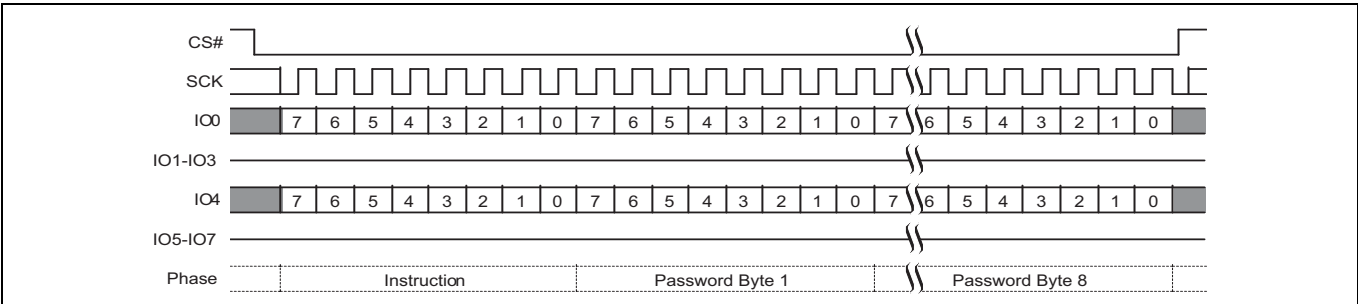 CS#
SCK
IO0 7 6 5 4 3 2 1 0 7 6 5 4 3 2 1 0 7 6 5 4 3 2 1 0
IO1-IO3
IO4 7 6 5 4 3 2 1 0 7 6 5 4 3 2 1 0 7 6 5 4 3 2 1 0
IO5-IO7
Phase Instruction Password Byte 1 Password Byte 8